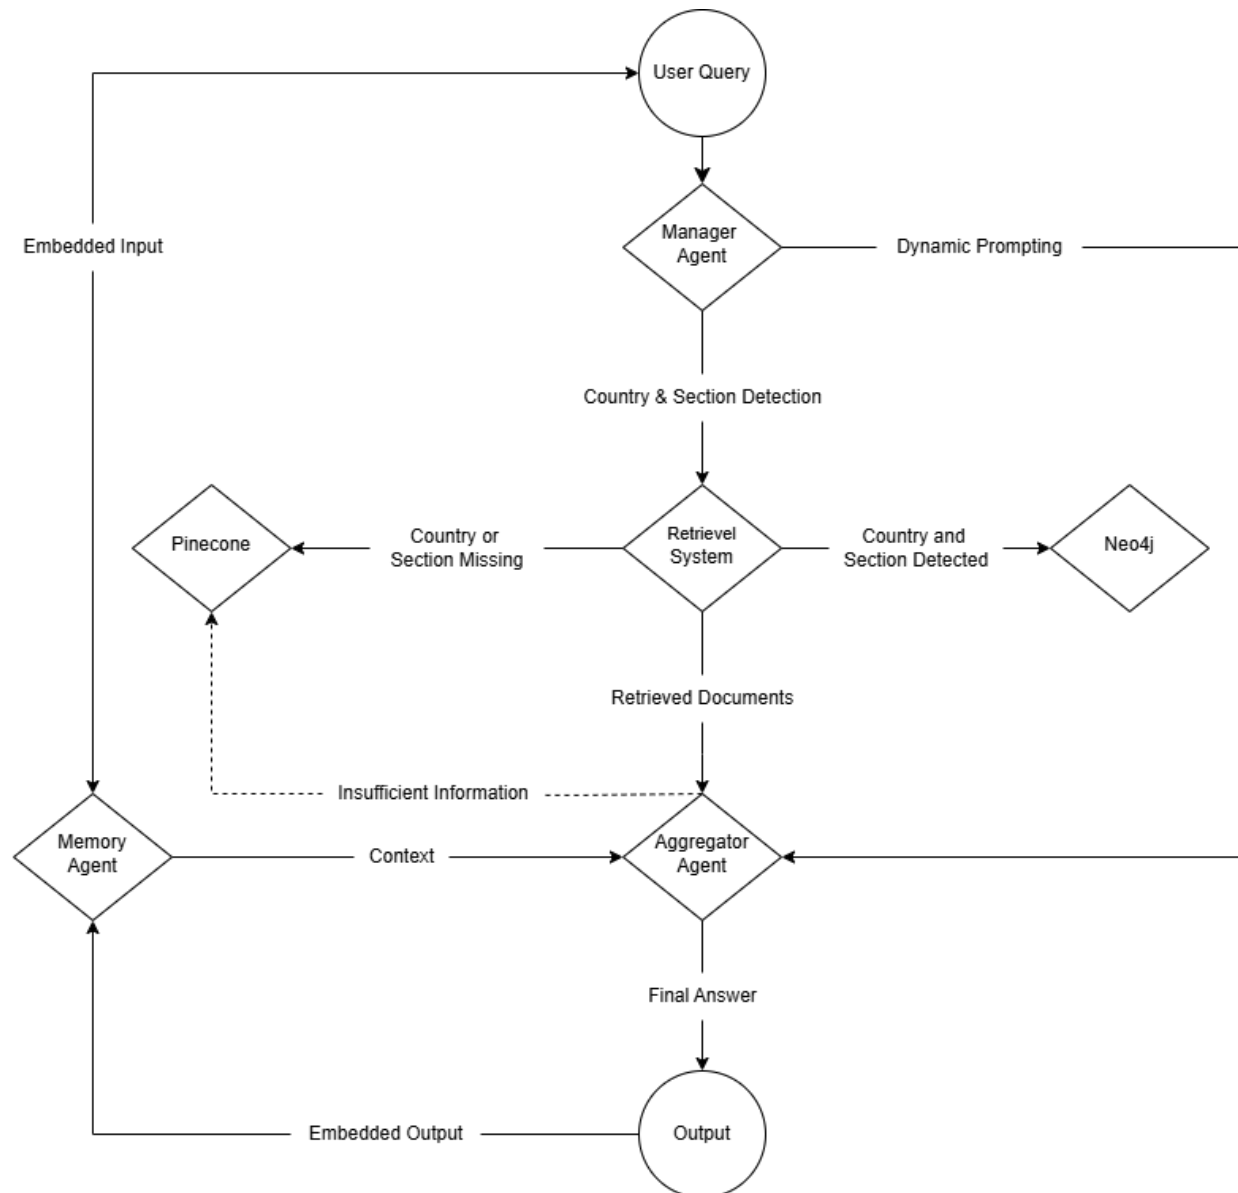 User Query
Manager
Agent
Dynamic Prompting
Embedded Input
Country & Section Detection
Pinecone
Country or
Section Missing
Retrievel
System
Country and
Section Detected
Neo4j
Retrieved Documents
Insufficient Information
Memory
Agent
Context
Aggregator
Agent
Final Answer
Embedded Output
Output